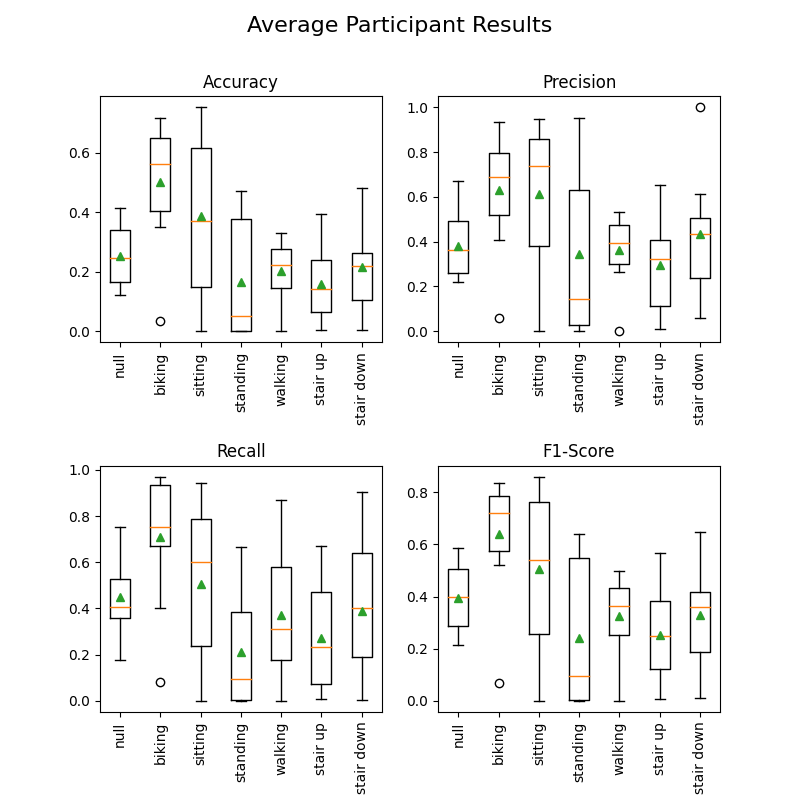 Average Participant Results
Accuracy
0.6
0.4
0.2
0.0
null
biking
sitting
standing
walking
stair up
stair down
Precision
1.0
0.8
0.6
0.4
0.2
0.0
null
biking
sitting
standing
walking
stair up
stair down
Recall
1.0
0.8
0.6
0.4
0.2
0.0
null
biking
sitting
standing
walking
stair up
stair down
F1-Score
0.8
0.6
0.4
0.2
0.0
null
biking
sitting
standing
walking
stair up
stair down